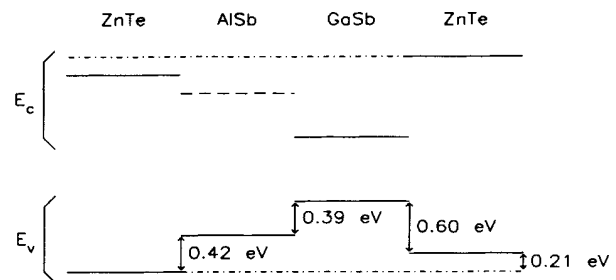 ZnTe AlSb GaSb ZnTe
E_c
E_v
0.39 eV
0.60 eV
0.42 eV
0.21 eV